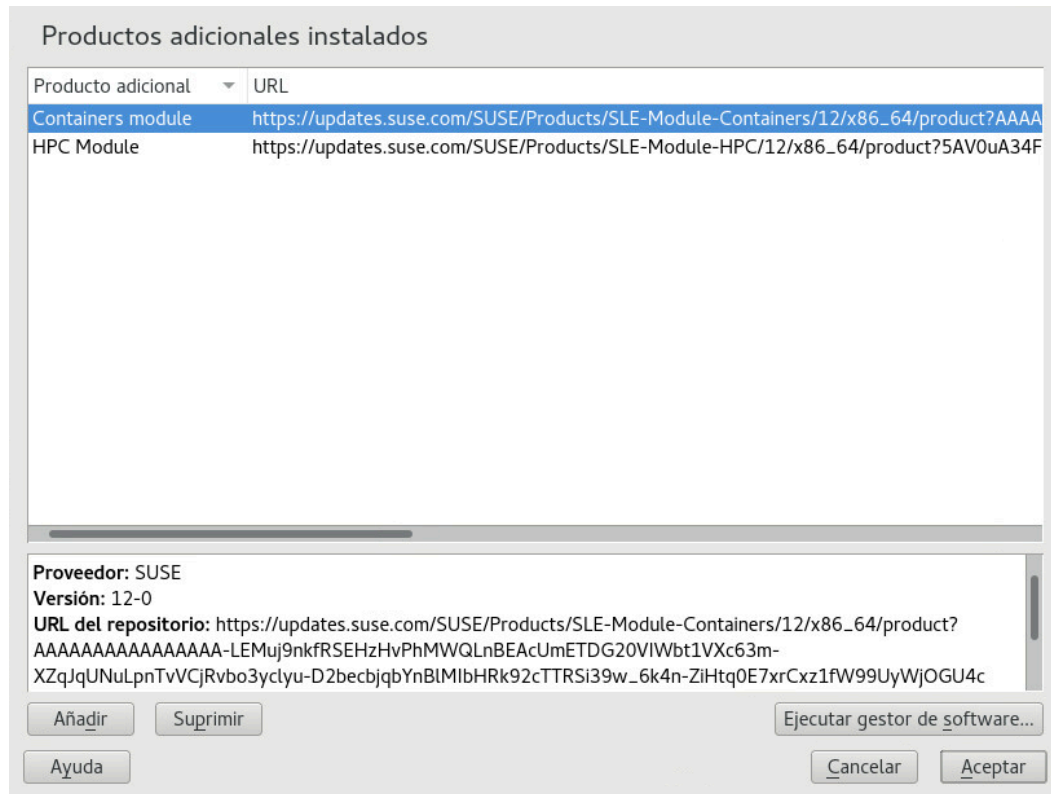 Productos adicionales instalados
Producto adicional URL
Containers module https://updates.suse.com/SUSE/Products/SLE-Module-Containers/12/x86_64/product?AAAA
HPC Module https://updates.suse.com/SUSE/Products/SLE-Module-HPC/12/x86_64/product?5AV0uA34F
Proveedor: SUSE
Versión: 12-0
URL del repositorio: https://updates.suse.com/SUSE/Products/SLE-Module-Containers/12/x86_64/product?
AAAAAAAAAAAAAAAA-LEMuj9nkfRSEHzHvPhMWQLnBEAcUmETDG20VIWbt1VXc63m-
XZqJqUNuLpnTvVCjRvbo3yclyu-D2becbjqbYnBlMIbHRk92cTTRSi39w_6k4n-ZiHtq0E7xrCxz1fW99UyWjOGU4c
Añadir Suprimir Ejecutar gestor de software...
Ayuda Cancelar Aceptar